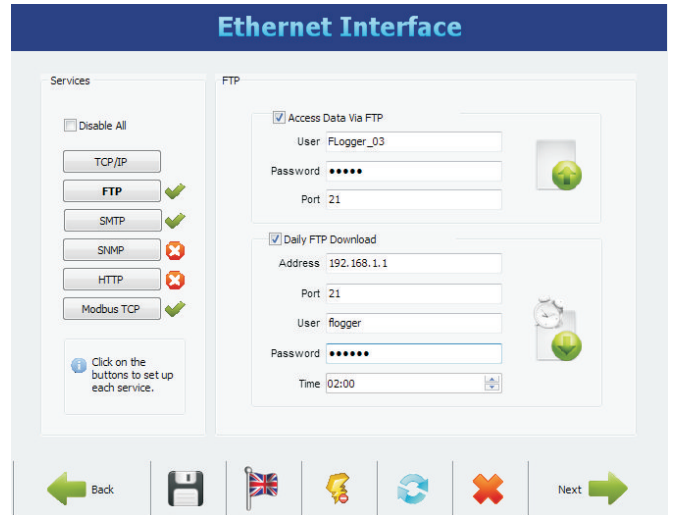 Ethernet Interface
Services
Disable All
TCP/IP
FTP
SMTP
SNMP
HTTP
Modbus TCP
Click on the
buttons to set up
each service.
FTP
Access Data Via FTP
User FLogger_03
Password •••••
Port 21
Daily FTP Download
Address 192.168.1.1
Port 21
User flogger
Password ••••••
Time 02:00
Back
Next